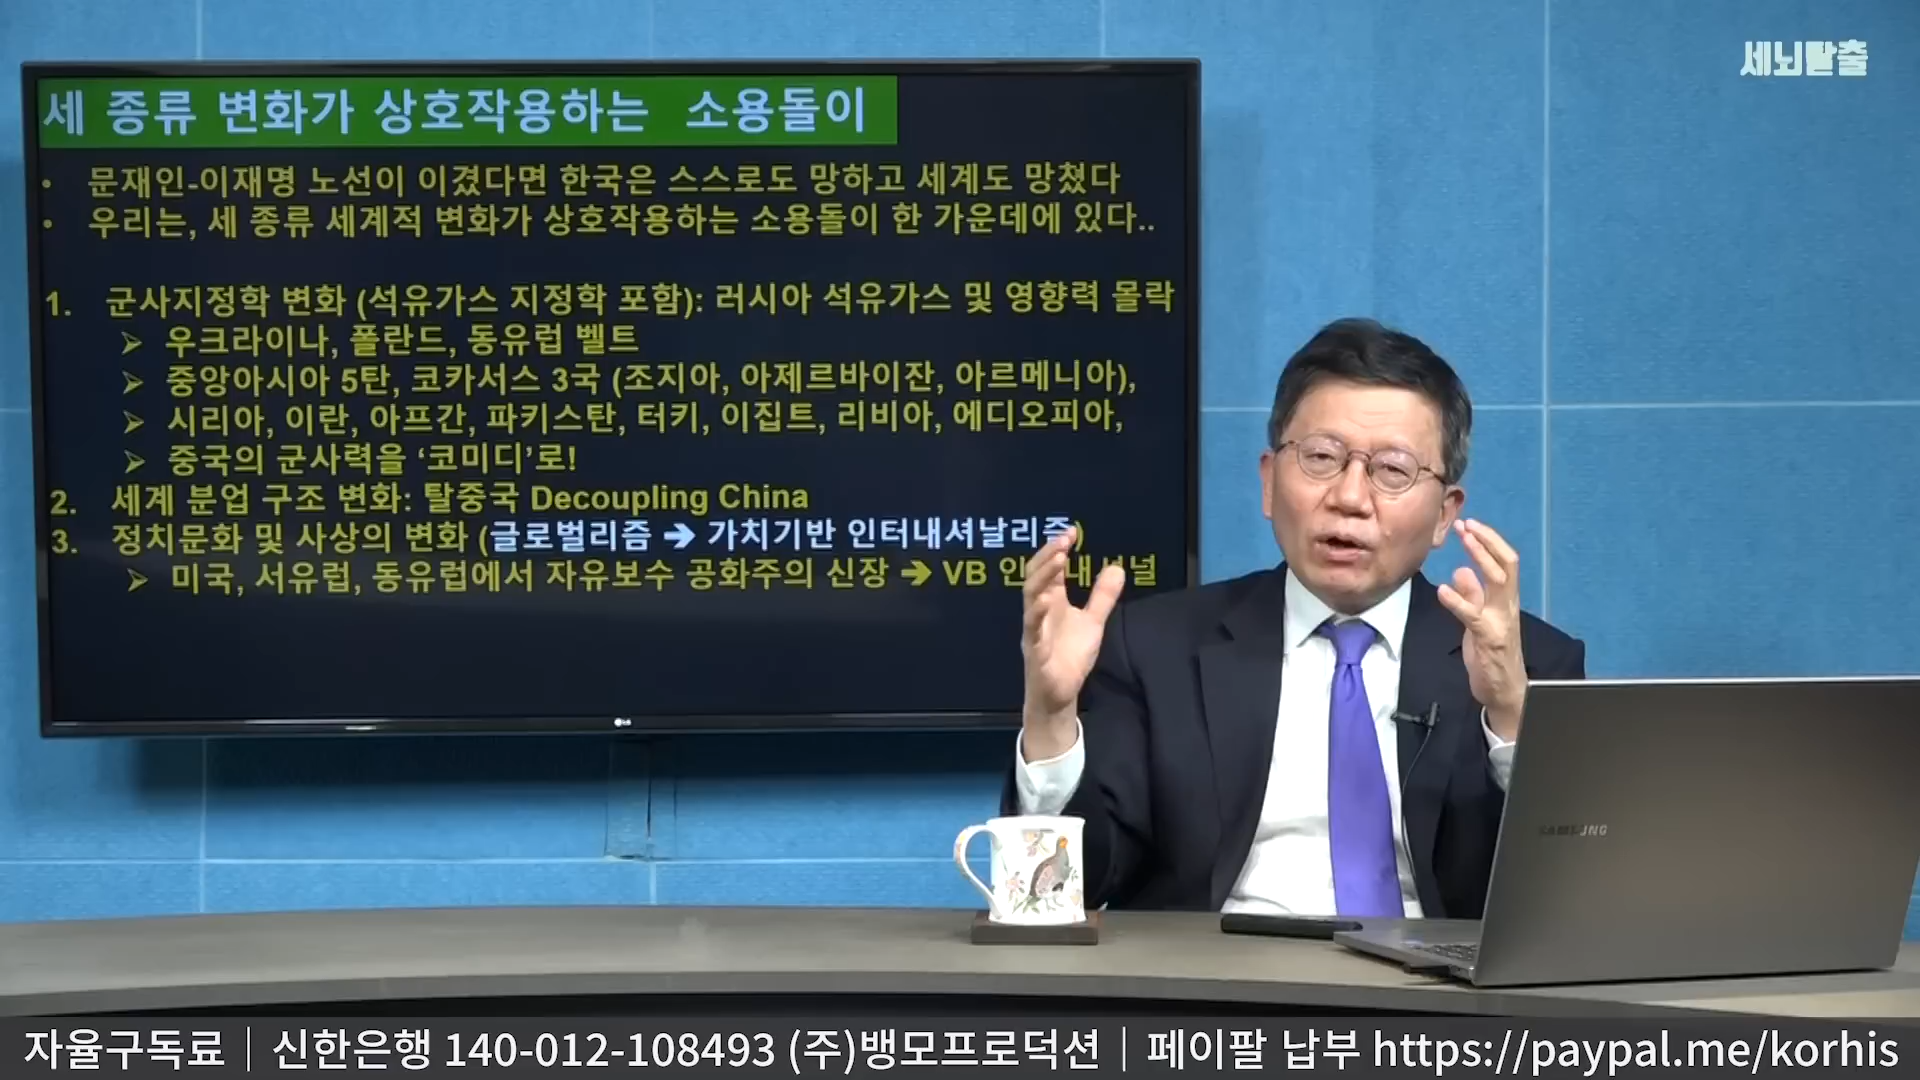 세뇌탈출
세 종류 변화가 상호작용하는 소용돌이
• 문재인-이재명 노선이 이겼다면 한국은 스스로도 망하고 세계도 망쳤다
• 우리는, 세 종류 세계적 변화가 상호작용하는 소용돌이 한 가운데에 있다..
1. 군사지정학 변화 (석유가스 지정학 포함): 러시아 석유가스 및 영향력 몰락
➢ 우크라이나, 폴란드, 동유럽 벨트
➢ 중앙아시아 5탄, 코카서스 3국 (조지아, 아제르바이잔, 아르메니아),
➢ 시리아, 이란, 아프간, 파키스탄, 터키, 이집트, 리비아, 에디오피아,
➢ 중국의 군사력을 ‘코미디’로!
2. 세계 분업 구조 변화: 탈중국 Decoupling China
3. 정치문화 및 사상의 변화 (글로벌리즘 ➔ 가치기반 인터내셔날리즘)
➢ 미국, 서유럽, 동유럽에서 자유보수 공화주의 신장 ➔ VB
LG
SAMSUNG
자율구독료｜신한은행 140-012-108493 (주)뱅모프로덕션｜페이팔 납부 https://paypal.me/korhis